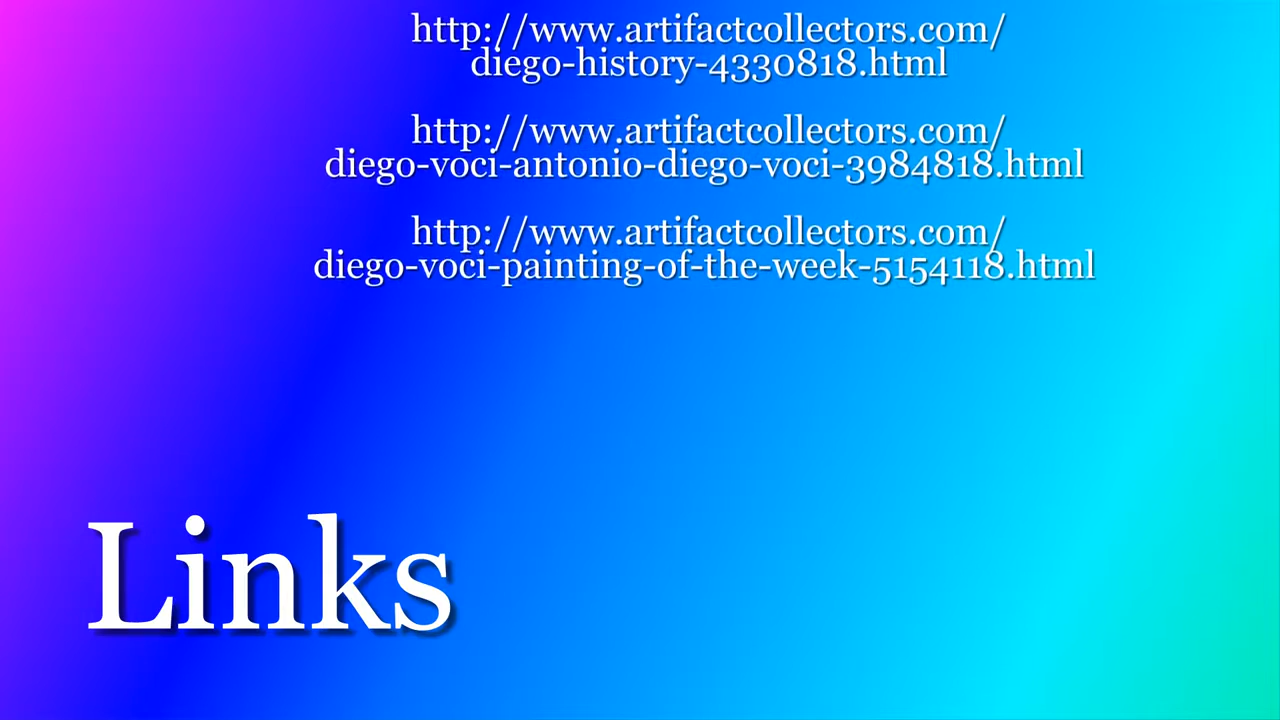 http://www.artifactcollectors.com/
diego-history-4330818.html
http://www.artifactcollectors.com/
diego-voci-antonio-diego-voci-3984818.html
http://www.artifactcollectors.com/
diego-voci-painting-of-the-week-5154118.html
Links